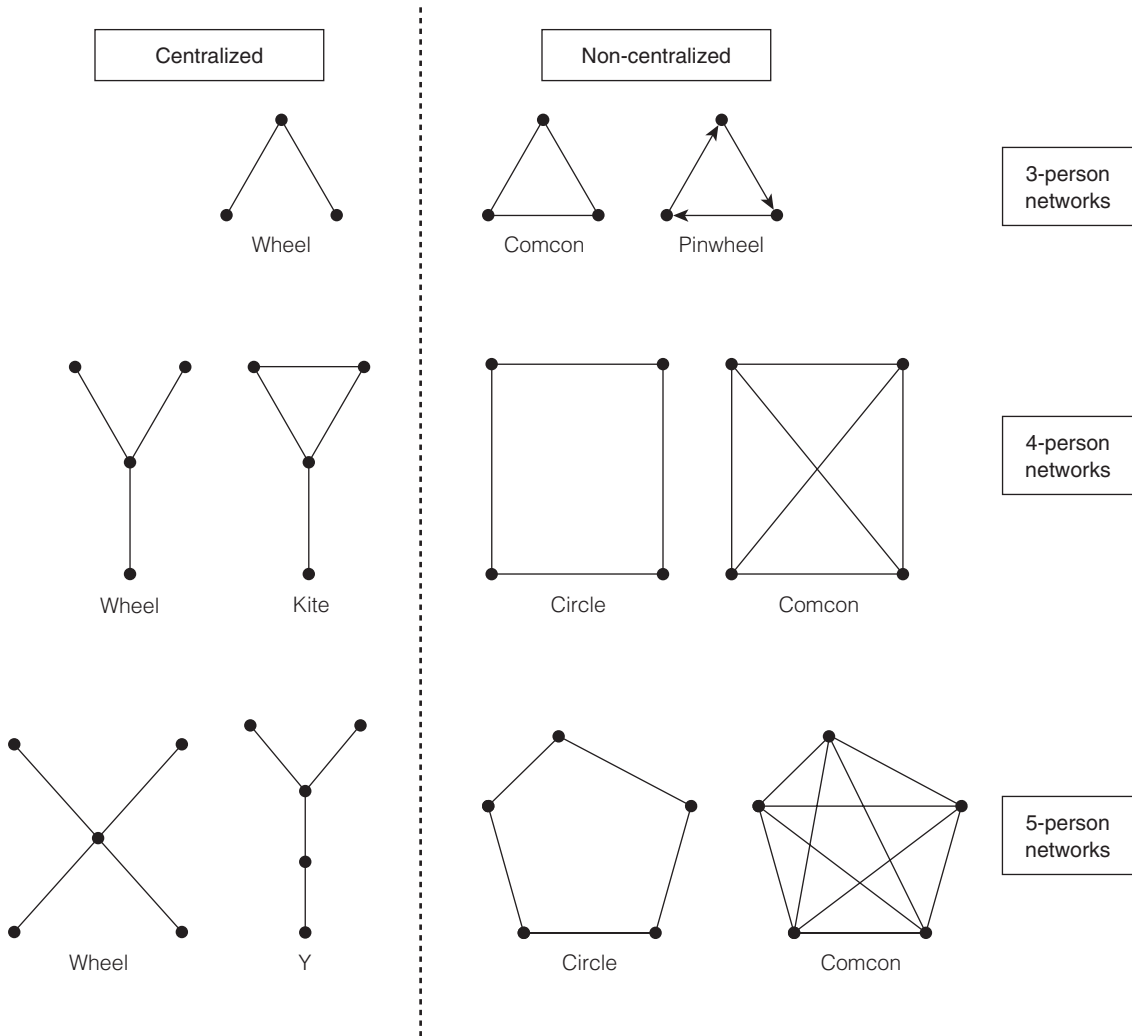 Centralized
Non-centralized
Wheel
Comcon
Pinwheel
3-person
networks
Wheel
Kite
Circle
Comcon
4-person
networks
Wheel
Y
Circle
Comcon
5-person
networks